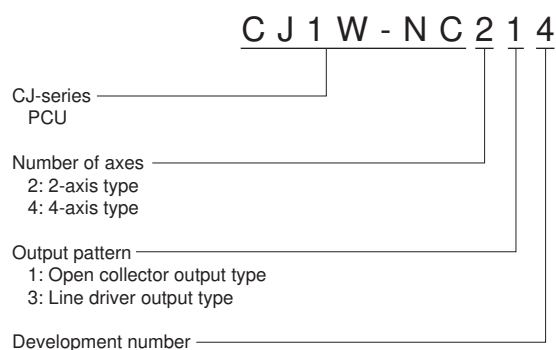 CJ1W-NC214
CJ-series
PCU
Number of axes
2: 2-axis type
4: 4-axis type
Output pattern
1: Open collector output type
3: Line driver output type
Development number